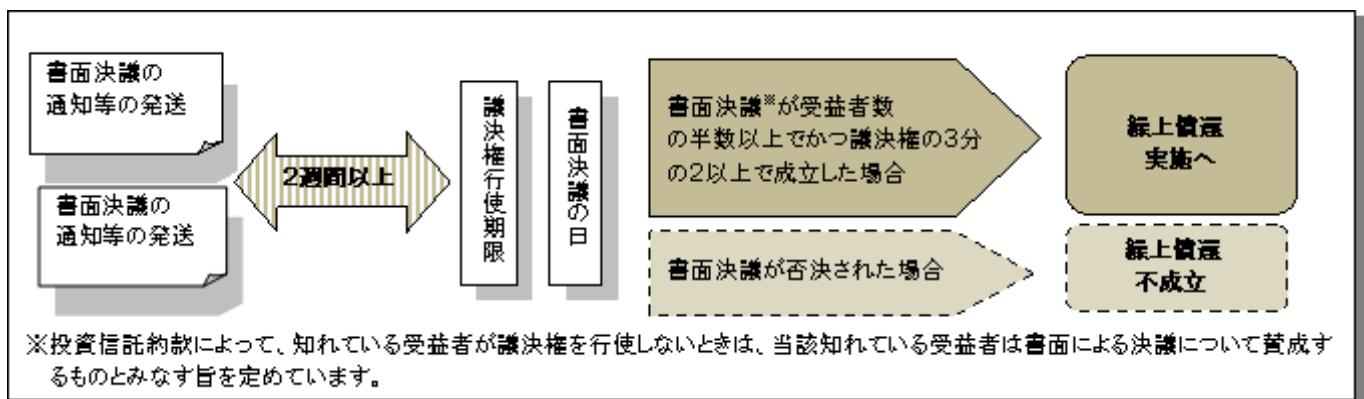 書面決議の
通知等の発送
書面決議の
通知等の発送
2週間以上
議決権行使期限
書面決議の日
書面決議※が受益者数
の半数以上でかつ議決権の3分
の2以上で成立した場合
繰上償還
実施へ
書面決議が否決された場合
繰上償還
不成立
※投資信託約款によって、知れている受益者が議決権を行使しないときは、当該知れている受益者は書面による決議について賛成す
るものとみなす旨を定めています。